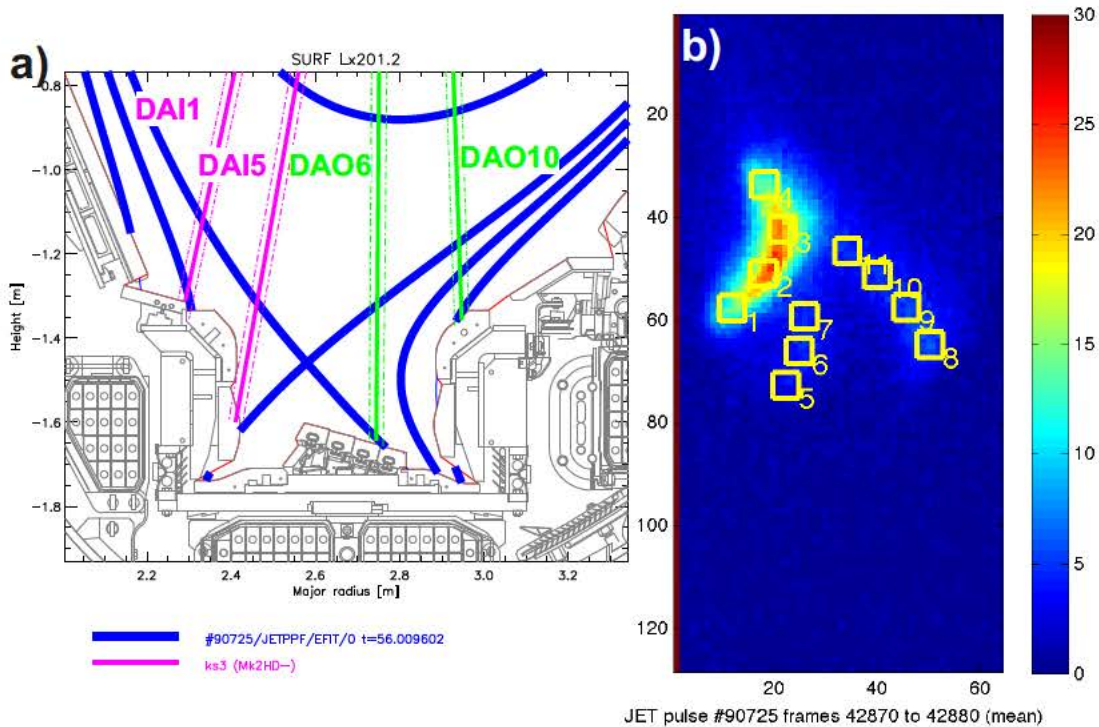 a)
SURF Lx201.2
-0.8
-1.0
-1.2
-1.4
-1.6
-1.8
Height [m]
DAI1
DAI5
DAO6
DAO10
2.2 2.4 2.6 2.8 3.0 3.2
Major radius [m]
#90725/JETPPF/EFIT/0 t=56.009602
ks3 (Mk2HD—)
b)
20
40
60
80
100
120
4
3
2
1
11
10
9
8
7
6
5
20 40 60
JET pulse #90725 frames 42870 to 42880 (mean)
30
25
20
15
10
5
0